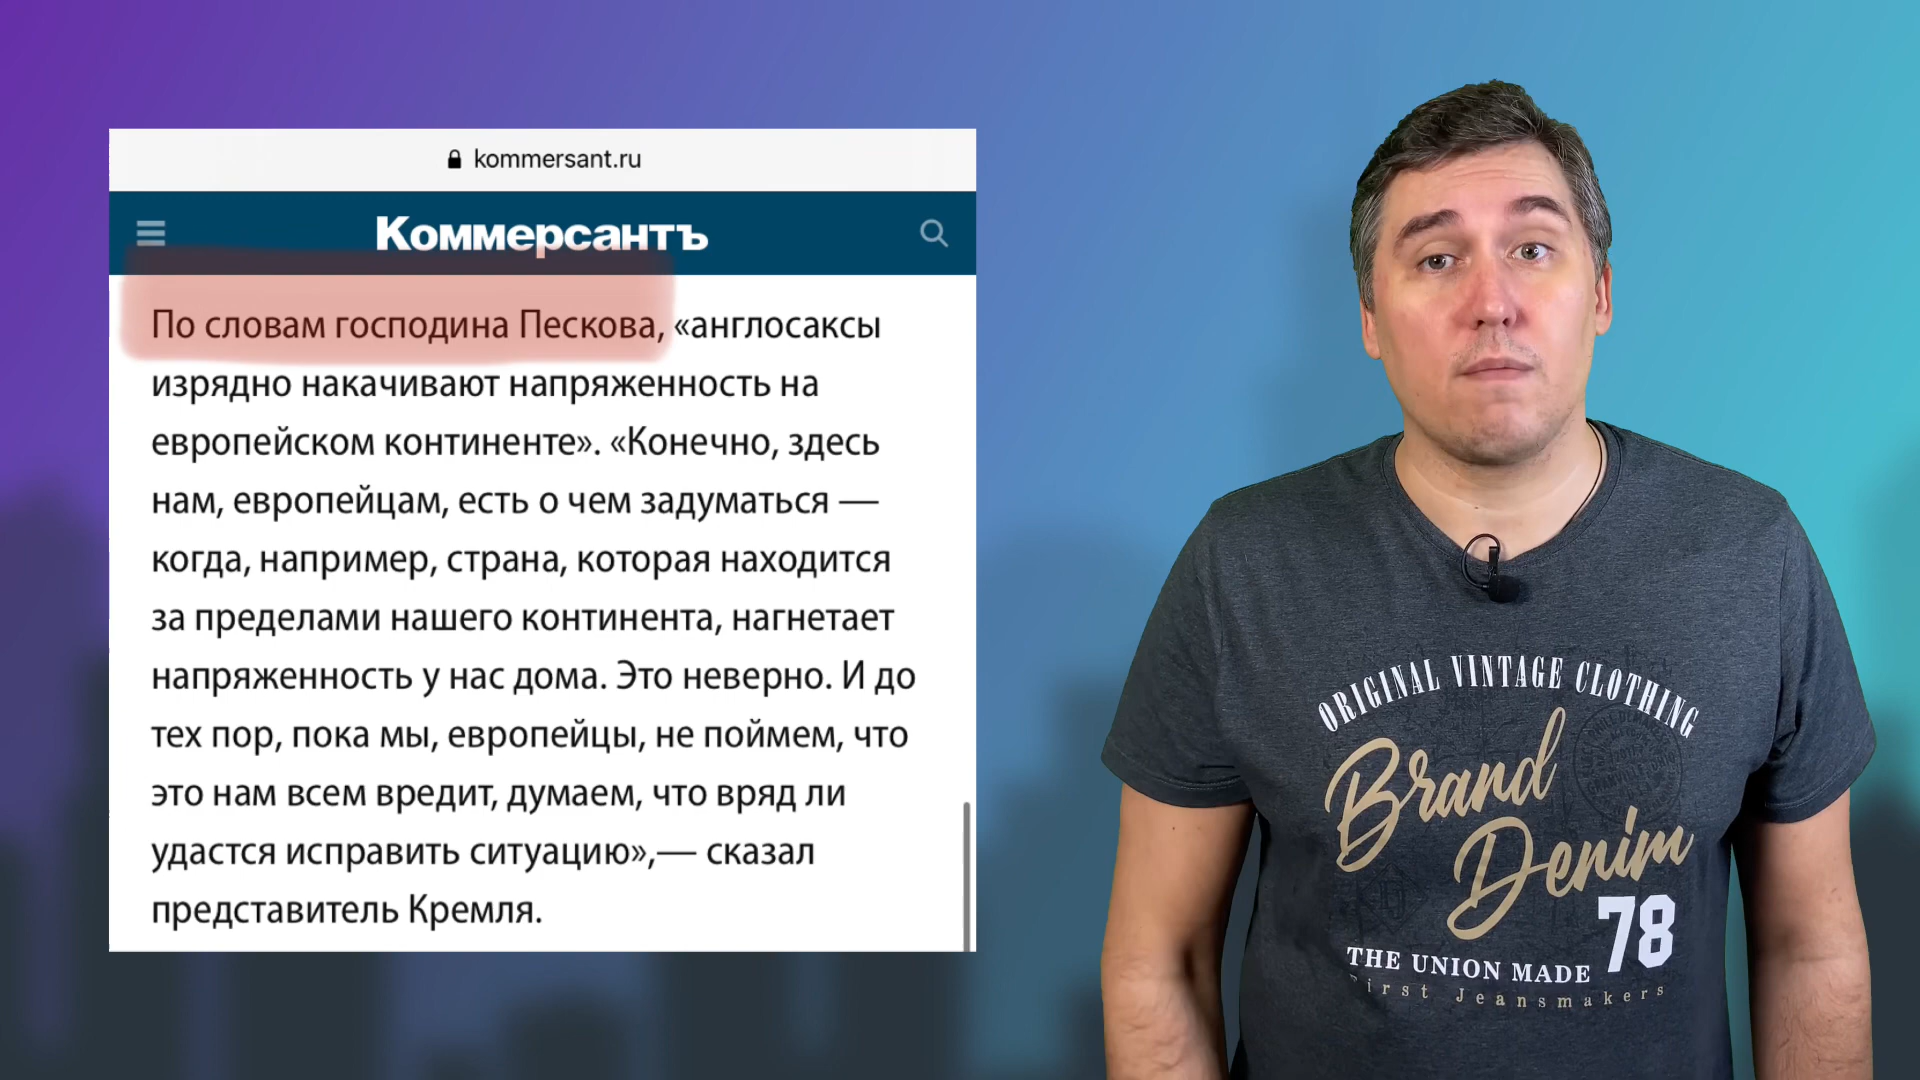 kommersant.ru
Коммерсантъ
По словам господина Пескова, «англосаксы
изрядно накачивают напряженность на
европейском континенте». «Конечно, здесь
нам, европейцам, есть о чем задуматься —
когда, например, страна, которая находится
за пределами нашего континента, нагнетает
напряженность у нас дома. Это неверно. И до
тех пор, пока мы, европейцы, не поймем, что
это нам всем вредит, думаем, что вряд ли
удастся исправить ситуацию»,— сказал
представитель Кремля.
ORIGINAL VINTAGE CLOTHING
Brand
Denim
78
THE UNION MADE
First Jeansmakers